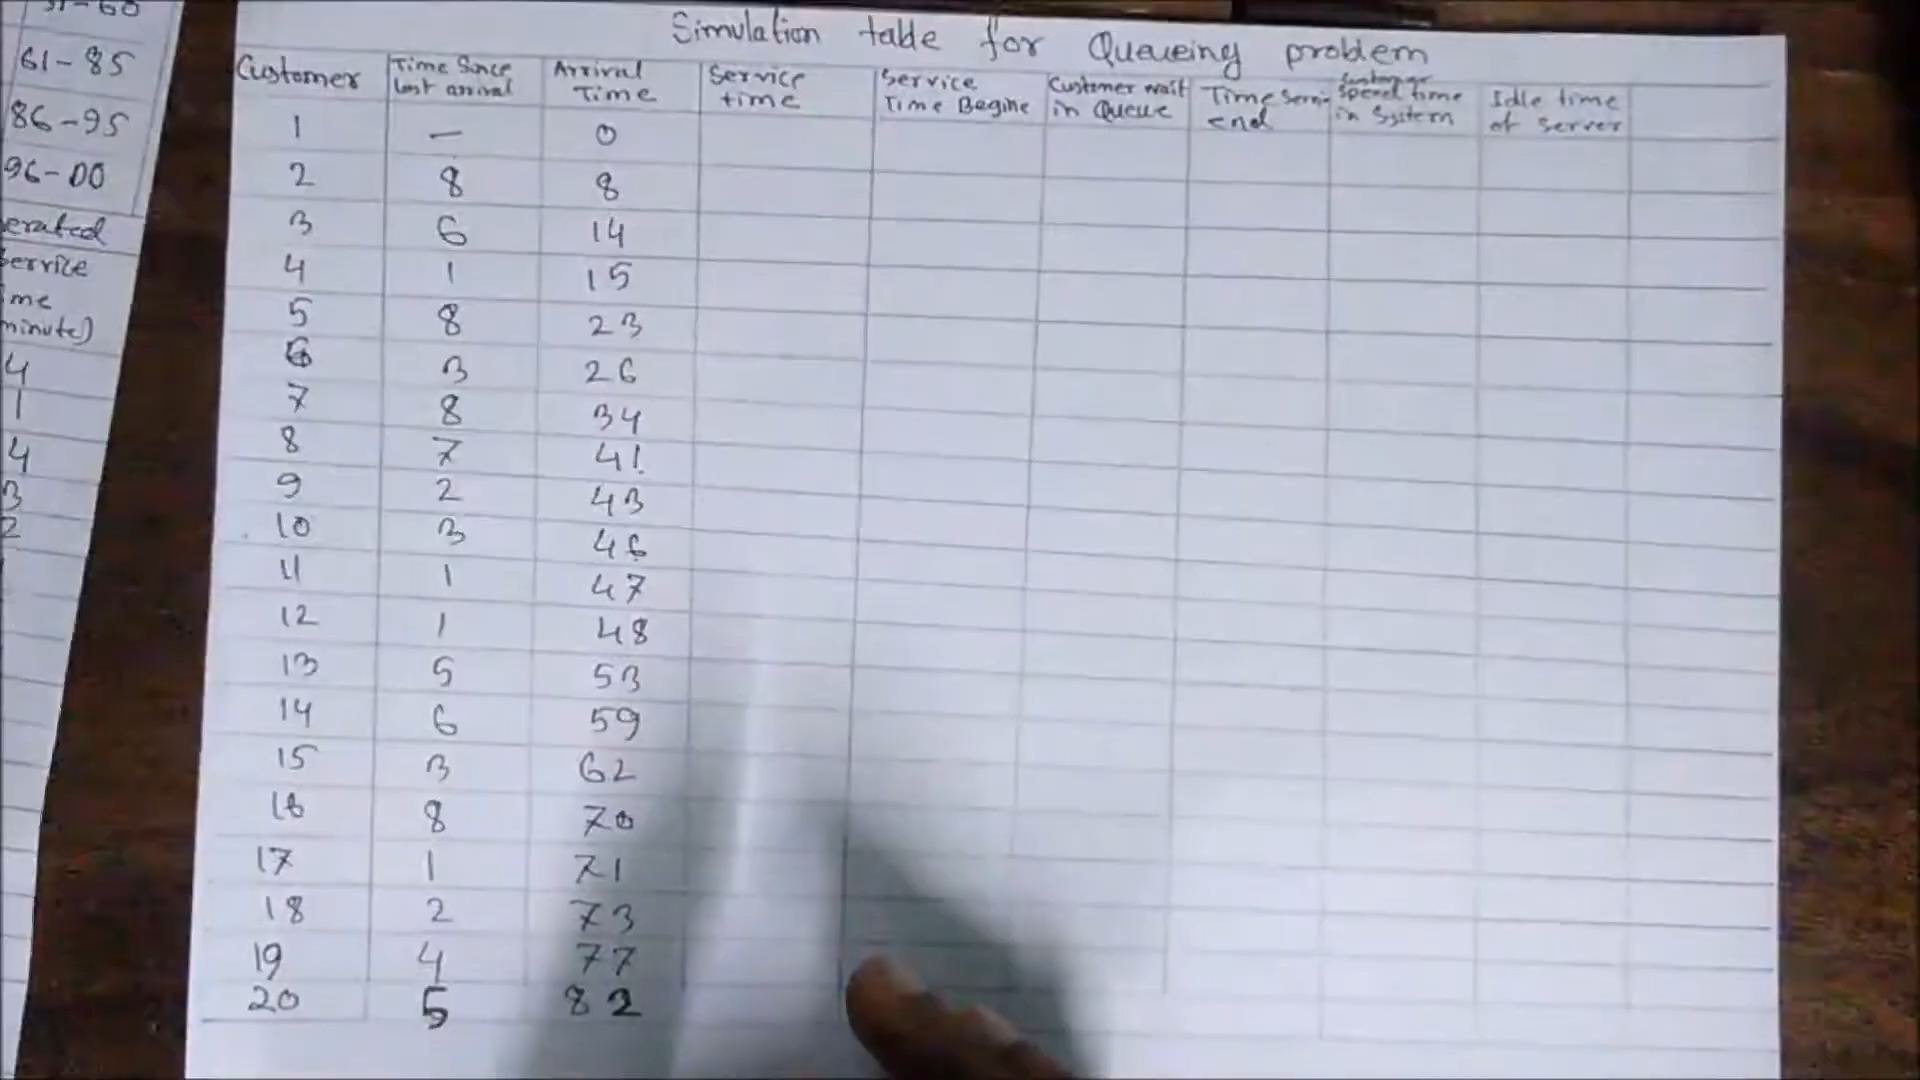 61-85
86-95
96-00
erated
ervice
me
minute)
4
1
4
3
2
Simulation table for Queueing problem
Customer | Time Since Last arrival | Arrival Time | Service time | Service Time Begine | Customer wait in Queue | Time Servi end | spend time in System | Idle time of server
1 — 0
2 8 8
3 6 14
4 1 15
5 8 23
6 3 26
7 8 34
8 7 41
9 2 43
10 3 46
11 1 47
12 1 48
13 5 53
14 6 59
15 3 62
16 8 70
17 1 71
18 2 73
19 4 77
20 5 82